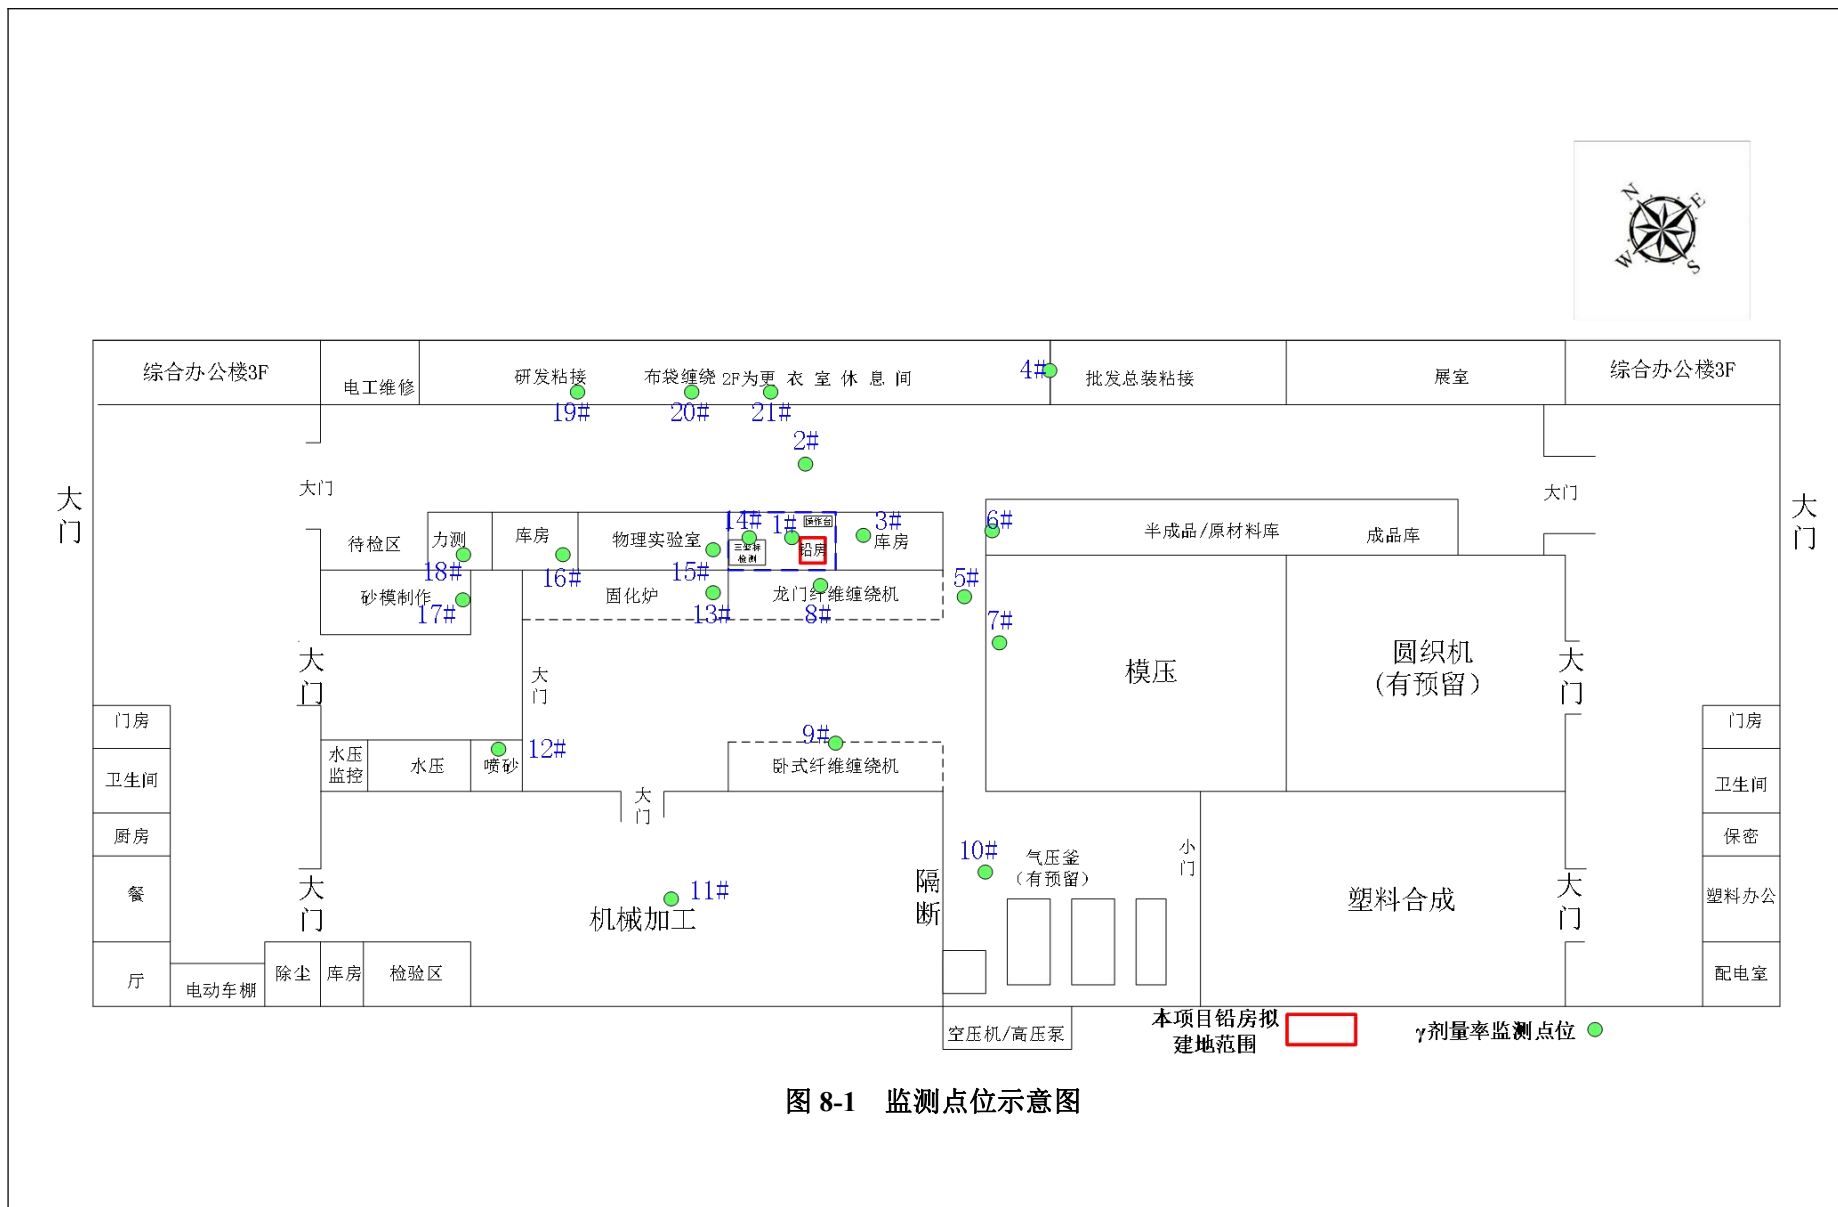 N
E
W
S
综合办公楼3F
电工维修
研发粘接
布袋缠绕
2F为更 衣 室 休 息 间
4#
批发总装粘接
展室
综合办公楼3F
19#
20#
21#
2#
大门
大门
大门
大门
待检区
力测
库房
物理实验室
14#
1#
操作台
3#
库房
三坐标
检测
铅房
6#
半成品/原材料库
成品库
18#
16#
15#
砂模制作
17#
固化炉
13#
龙门纤维缠绕机
8#
5#
7#
大门
大门
模压
圆织机
(有预留)
大门
门房
门房
水压
监控
水压
喷砂
12#
9#
卧式纤维缠绕机
卫生间
卫生间
大门
厨房
保密
10#
气压釜
(有预留)
小门
餐
大门
11#
机械加工
隔断
塑料合成
大门
塑料办公
厅
电动车棚
除尘
库房
检验区
配电室
空压机/高压泵
本项目铅房拟
建地范围
γ剂量率监测点位
图 8-1 监测点位示意图